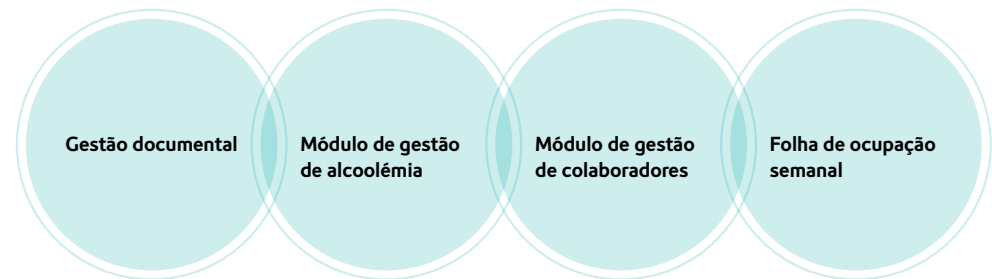 Gestão documental
Módulo de gestão
de alcoolémia
Módulo de gestão
de colaboradores
Folha de ocupação
semanal